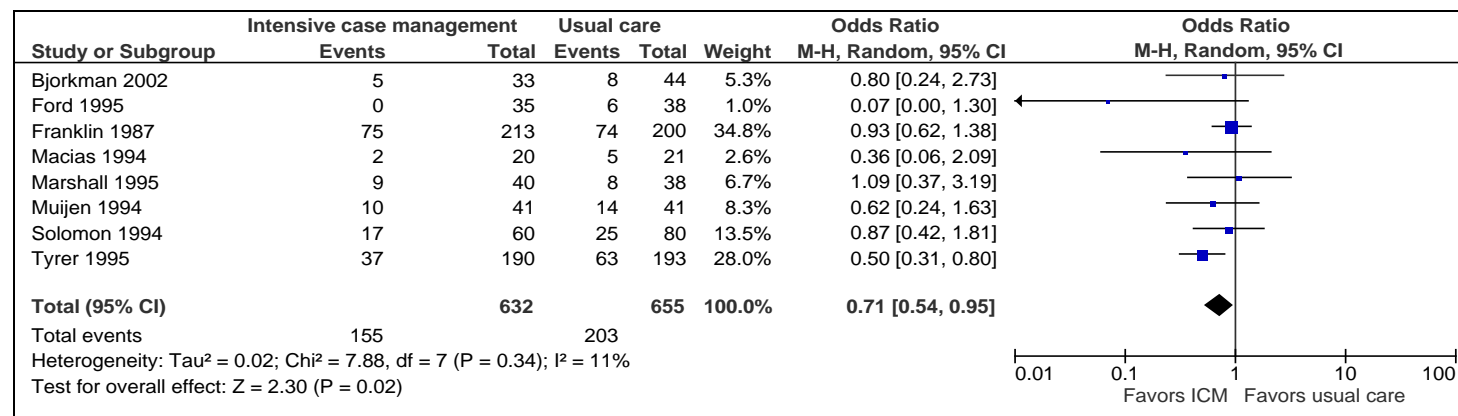 Intensive case management Usual care Odds Ratio Odds Ratio
Study or Subgroup Events Total Events Total Weight M-H, Random, 95% CI M-H, Random, 95% CI
Bjorkman 2002 5 33 8 44 5.3% 0.80 [0.24, 2.73]
Ford 1995 0 35 6 38 1.0% 0.07 [0.00, 1.30]
Franklin 1987 75 213 74 200 34.8% 0.93 [0.62, 1.38]
Macias 1994 2 20 5 21 2.6% 0.36 [0.06, 2.09]
Marshall 1995 9 40 8 38 6.7% 1.09 [0.37, 3.19]
Muijen 1994 10 41 14 41 8.3% 0.62 [0.24, 1.63]
Solomon 1994 17 60 25 80 13.5% 0.87 [0.42, 1.81]
Tyrer 1995 37 190 63 193 28.0% 0.50 [0.31, 0.80]
Total (95% CI) 632 655 100.0% 0.71 [0.54, 0.95]
Total events 155 203
Heterogeneity: Tau² = 0.02; Chi² = 7.88, df = 7 (P = 0.34); I² = 11%
Test for overall effect: Z = 2.30 (P = 0.02)
0.01 0.1 1 10 100
Favors ICM Favors usual care